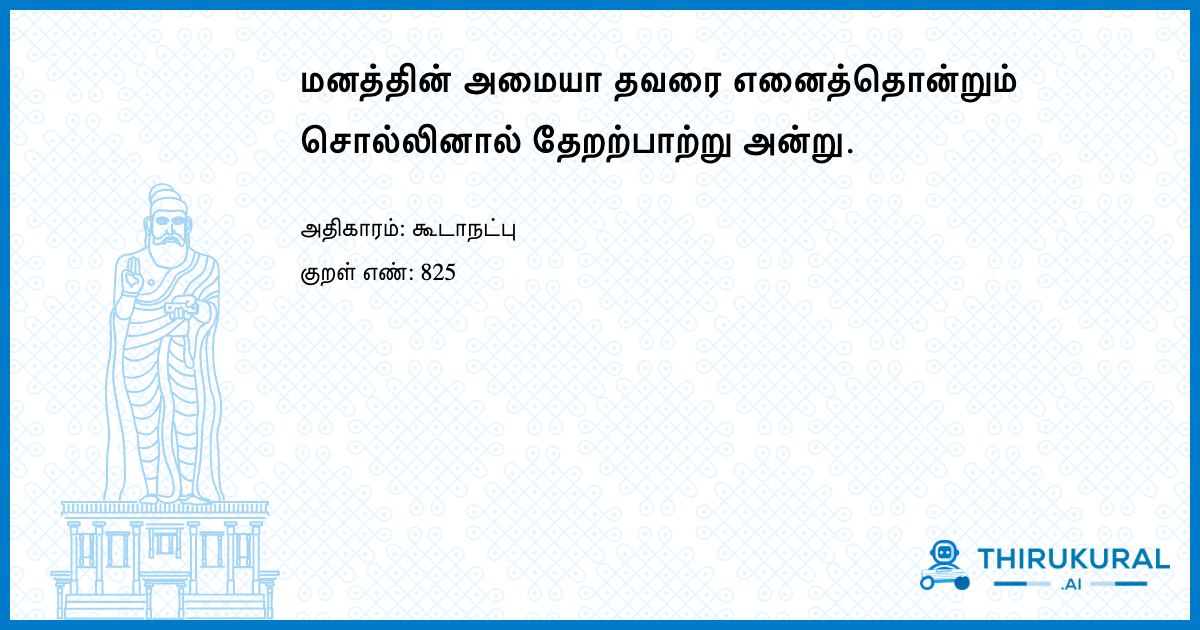 மனத்தின் அமையா தவரை எனைத்தொன்றும்
சொல்லினால் தேறற்பாற்று அன்று.
அதிகாரம்: கூடாநட்பு
குறள் எண்: 825
THIRUKURAL
.AI